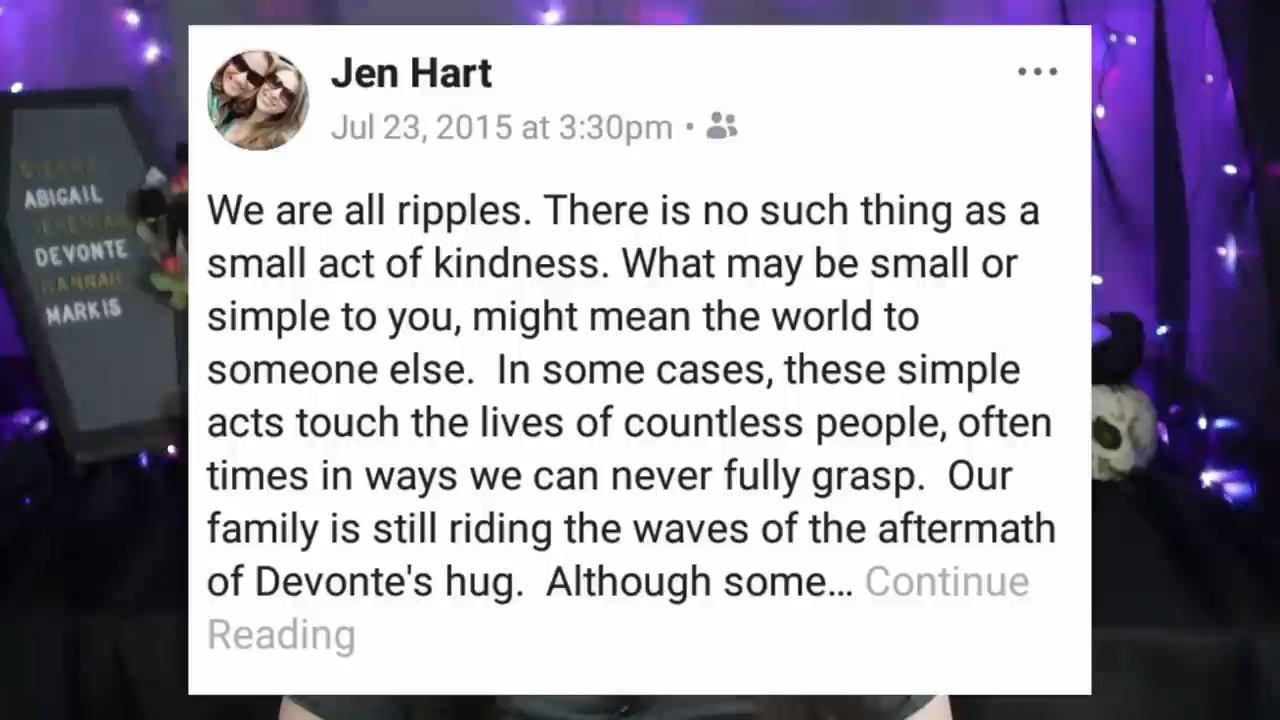 Jen Hart
Jul 23, 2015 at 3:30pm •
We are all ripples. There is no such thing as a
small act of kindness. What may be small or
simple to you, might mean the world to
someone else. In some cases, these simple
acts touch the lives of countless people, often
times in ways we can never fully grasp. Our
family is still riding the waves of the aftermath
of Devonte's hug. Although some... Continue
Reading
ABIGAIL
JEREMIAH
DEVONTE
HANNAH
MARKIS